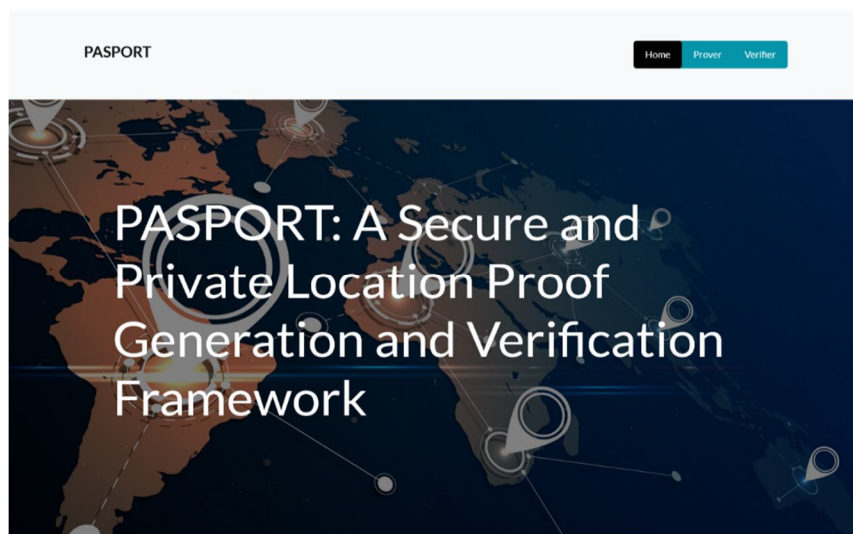 PASPORT
Home Prover Verifier
PASPORT: A Secure and
Private Location Proof
Generation and Verification
Framework